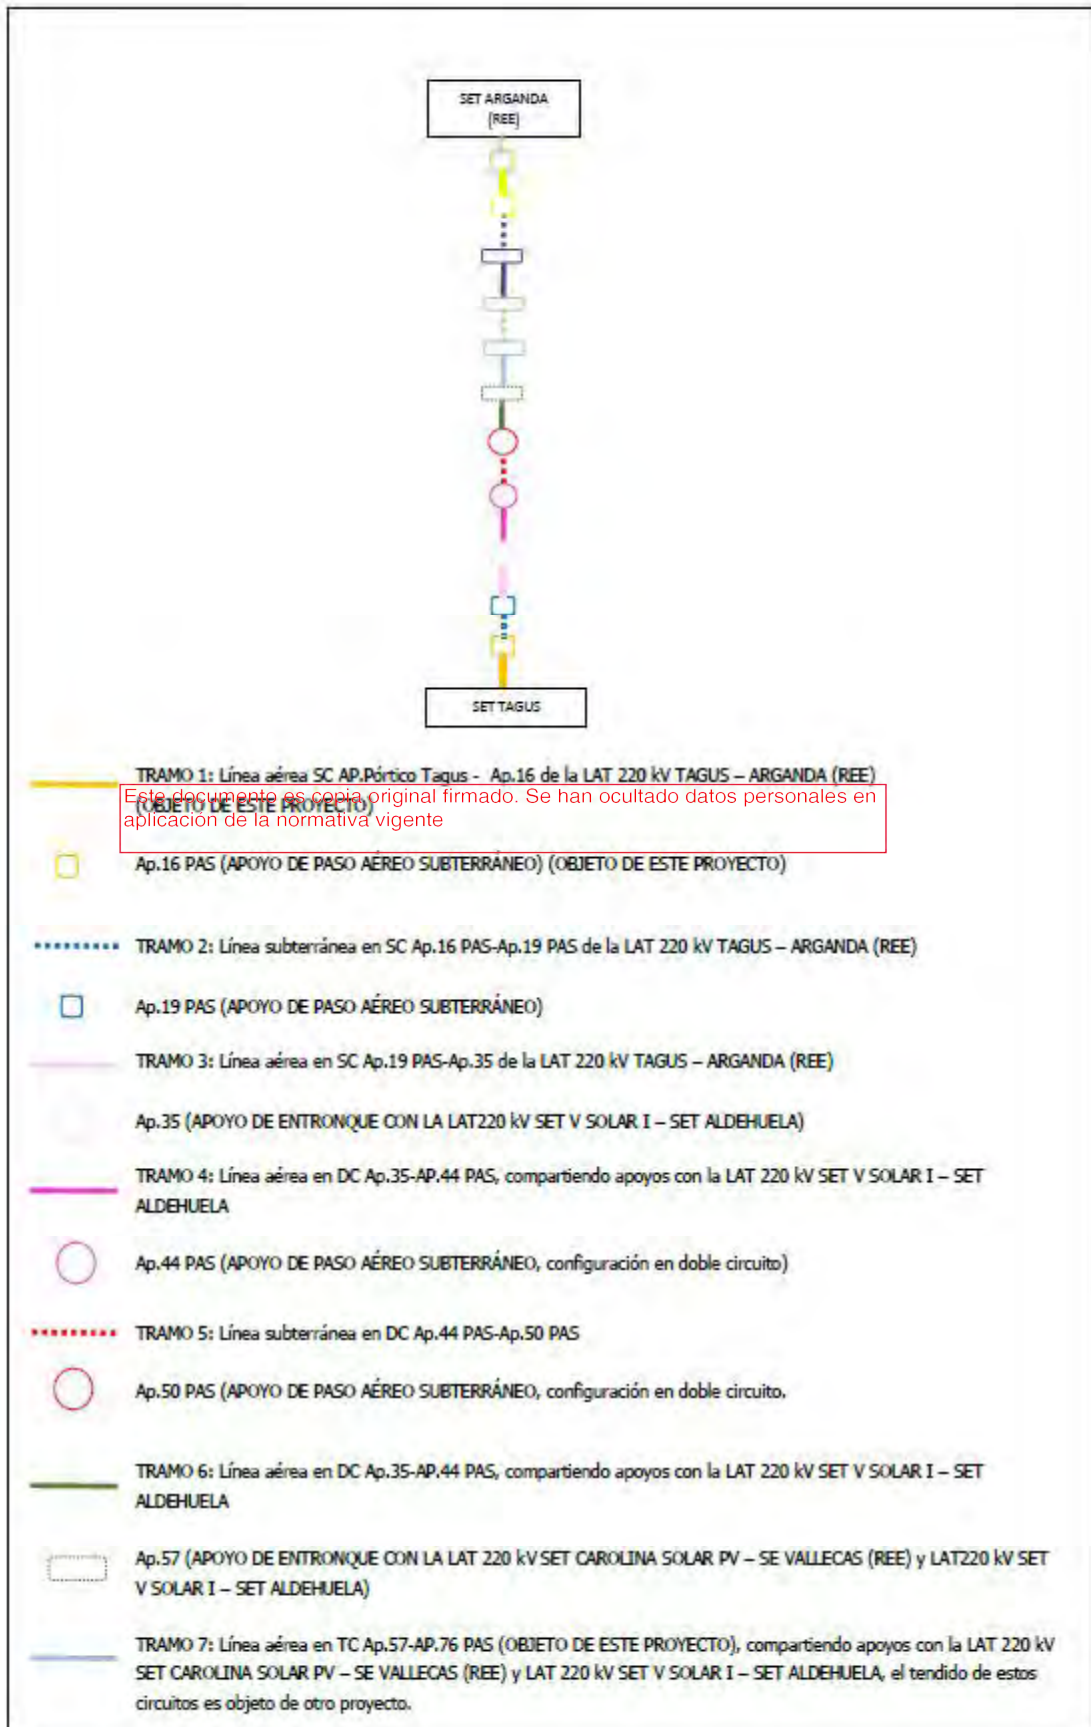 SET ARGANDA
(REE)
SET TAGUS
TRAMO 1: Línea aérea SC AP.Pórtico Tagus - Ap.16 de la LAT 220 kV TAGUS – ARGANDA (REE)
(OBJETO DE ESTE PROYECTO)
Este documento es copia original firmado. Se han ocultado datos personales en
aplicación de la normativa vigente
Ap.16 PAS (APOYO DE PASO AÉREO SUBTERRÁNEO) (OBJETO DE ESTE PROYECTO)
TRAMO 2: Línea subterránea en SC Ap.16 PAS-Ap.19 PAS de la LAT 220 kV TAGUS – ARGANDA (REE)
Ap.19 PAS (APOYO DE PASO AÉREO SUBTERRÁNEO)
TRAMO 3: Línea aérea en SC Ap.19 PAS-Ap.35 de la LAT 220 kV TAGUS – ARGANDA (REE)
Ap.35 (APOYO DE ENTRONQUE CON LA LAT220 kV SET V SOLAR I – SET ALDEHUELA)
TRAMO 4: Línea aérea en DC Ap.35-AP.44 PAS, compartiendo apoyos con la LAT 220 kV SET V SOLAR I – SET
ALDEHUELA
Ap.44 PAS (APOYO DE PASO AÉREO SUBTERRÁNEO, configuración en doble circuito)
TRAMO 5: Línea subterránea en DC Ap.44 PAS-Ap.50 PAS
Ap.50 PAS (APOYO DE PASO AÉREO SUBTERRÁNEO, configuración en doble circuito.
TRAMO 6: Línea aérea en DC Ap.35-AP.44 PAS, compartiendo apoyos con la LAT 220 kV SET V SOLAR I – SET
ALDEHUELA
Ap.57 (APOYO DE ENTRONQUE CON LA LAT 220 kV SET CAROLINA SOLAR PV – SE VALLECAS (REE) y LAT220 kV SET
V SOLAR I – SET ALDEHUELA)
TRAMO 7: Línea aérea en TC Ap.57-AP.76 PAS (OBJETO DE ESTE PROYECTO), compartiendo apoyos con la LAT 220 kV
SET CAROLINA SOLAR PV – SE VALLECAS (REE) y LAT 220 kV SET V SOLAR I – SET ALDEHUELA, el tendido de estos
circuitos es objeto de otro proyecto.